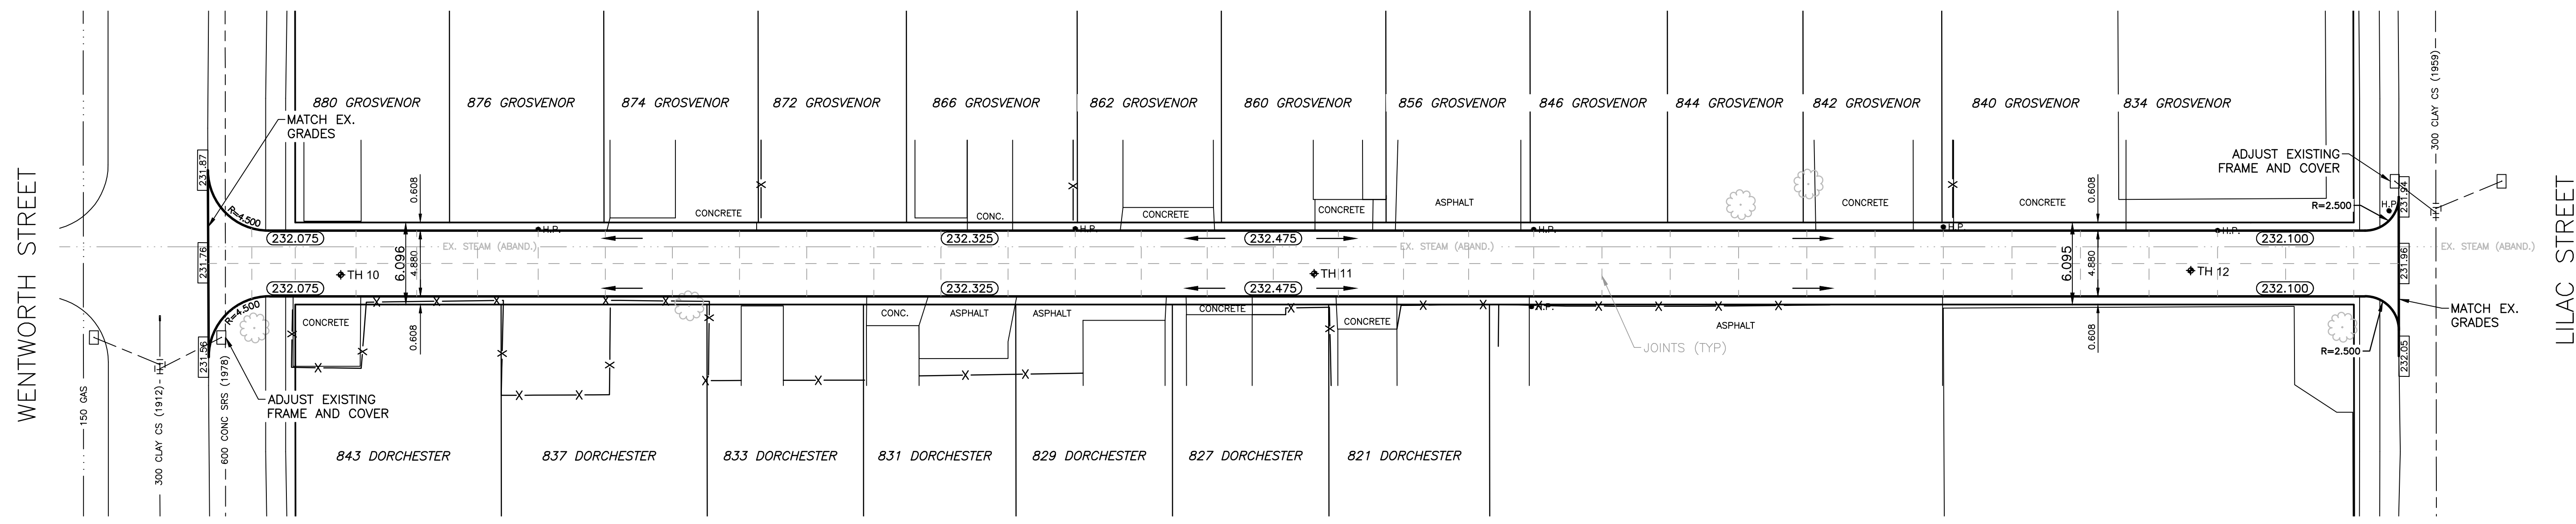 880 GROSVENOR
876 GROSVENOR
874 GROSVENOR
872 GROSVENOR
866 GROSVENOR
862 GROSVENOR
860 GROSVENOR
856 GROSVENOR
846 GROSVENOR
844 GROSVENOR
842 GROSVENOR
840 GROSVENOR
834 GROSVENOR
WENTWORTH STREET
150 GAS
300 CLAY CS (1912)
600 CONC SRS (1978)
MATCH EX.
GRADES
231.87
231.76
231.56
R=4.500
R=4.500
ADJUST EXISTING
FRAME AND COVER
0.608
6.096
4.880
0.608
CONCRETE
CONC.
CONCRETE
CONCRETE
ASPHALT
CONCRETE
CONCRETE
H.P.
H.P.
H.P.
H.P.
H.P.
H.P.
232.075
232.325
232.475
232.100
EX. STEAM (ABAND.)
EX. STEAM (ABAND.)
EX. STEAM (ABAND.)
TH 10
TH 11
TH 12
232.075
232.325
232.475
232.100
CONCRETE
CONC.
ASPHALT
ASPHALT
CONCRETE
CONCRETE
H.P.
ASPHALT
JOINTS (TYP)
0.608
6.095
4.880
0.608
ADJUST EXISTING
FRAME AND COVER
R=2.500
R=2.500
231.94
231.96
232.05
MATCH EX.
GRADES
300 CLAY CS (1959)
LILAC STREET
843 DORCHESTER
837 DORCHESTER
833 DORCHESTER
831 DORCHESTER
829 DORCHESTER
827 DORCHESTER
821 DORCHESTER